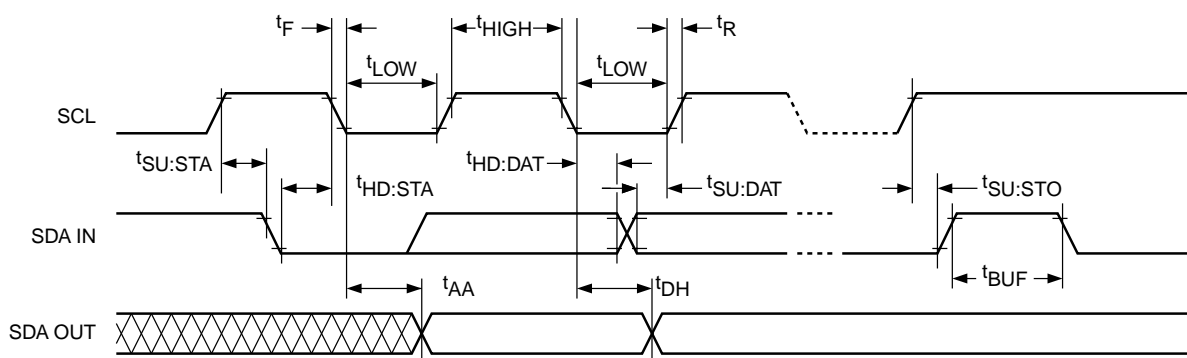 tF
tHIGH
tR
tLOW
tLOW
SCL
tSU:STA
tHD:STA
tHD:DAT
tSU:DAT
tSU:STO
SDA IN
tBUF
tAA
tDH
SDA OUT